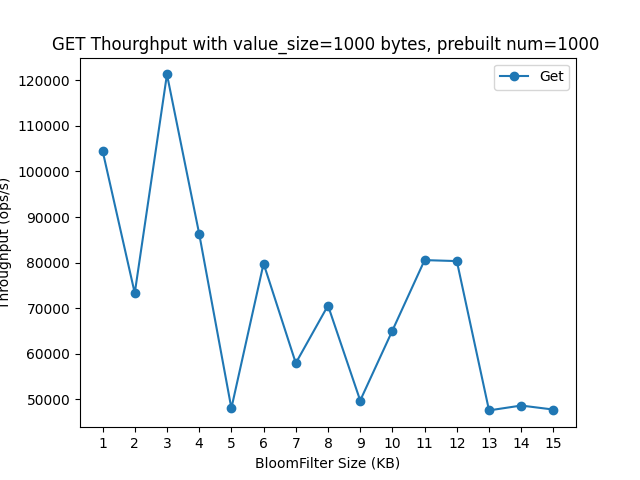 GET Thourghput with value_size=1000 bytes, prebuilt num=1000
Get
120000
110000
100000
90000
80000
70000
60000
50000
Throughput (ops/s)
1 2 3 4 5 6 7 8 9 10 11 12 13 14 15
BloomFilter Size (KB)